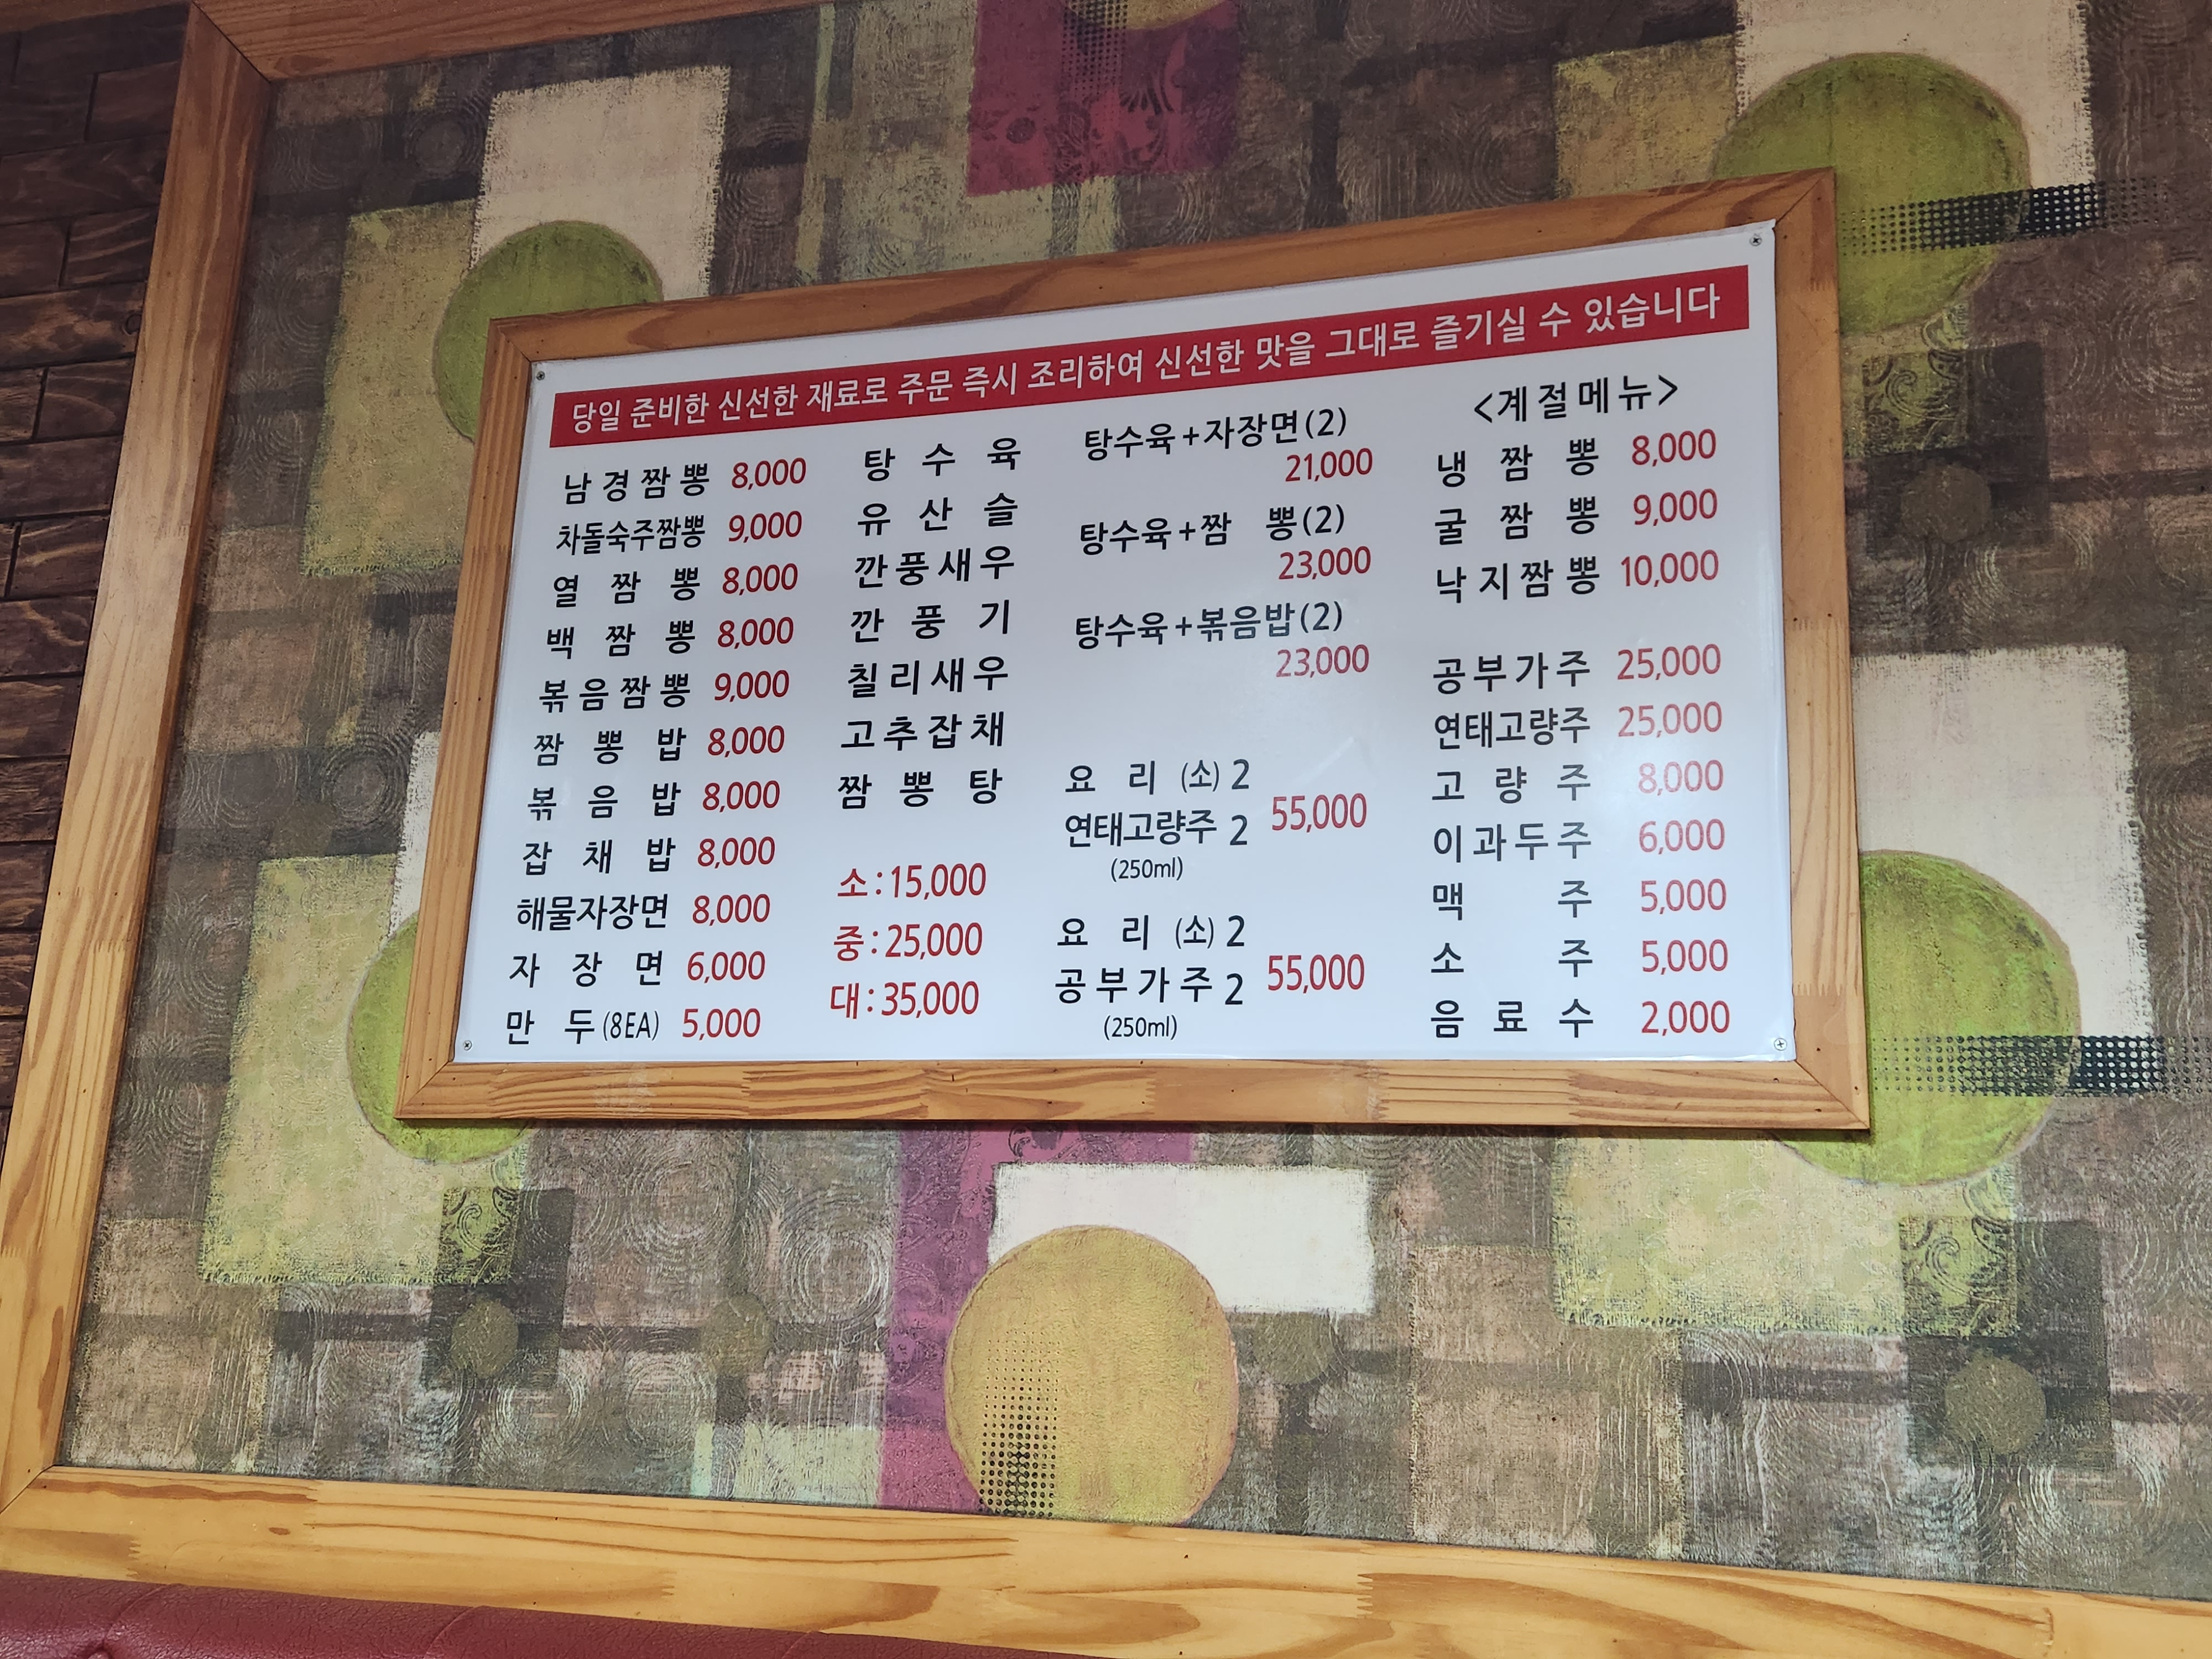 당일 준비한 신선한 재료로 주문 즉시 조리하여 신선한 맛을 그대로 즐기실 수 있습니다
남경짬뽕 8,000
차돌숙주짬뽕 9,000
열짬뽕 8,000
백짬뽕 8,000
볶음짬뽕 9,000
짬뽕밥 8,000
볶음밥 8,000
잡채밥 8,000
해물자장면 8,000
자장면 6,000
만두(8EA) 5,000
탕수육
유산슬
깐풍새우
깐풍기
칠리새우
고추잡채
짬뽕탕
소:15,000
중:25,000
대:35,000
탕수육+자장면(2)
21,000
탕수육+짬뽕(2)
23,000
탕수육+볶음밥(2)
23,000
요리(소)2
연태고량주 2 55,000
(250ml)
요리(소)2
공부가주 2 55,000
(250ml)
<계절메뉴>
냉짬뽕 8,000
굴짬뽕 9,000
낙지짬뽕 10,000
공부가주 25,000
연태고량주 25,000
고량주 8,000
이과두주 6,000
맥주 5,000
소주 5,000
음료수 2,000